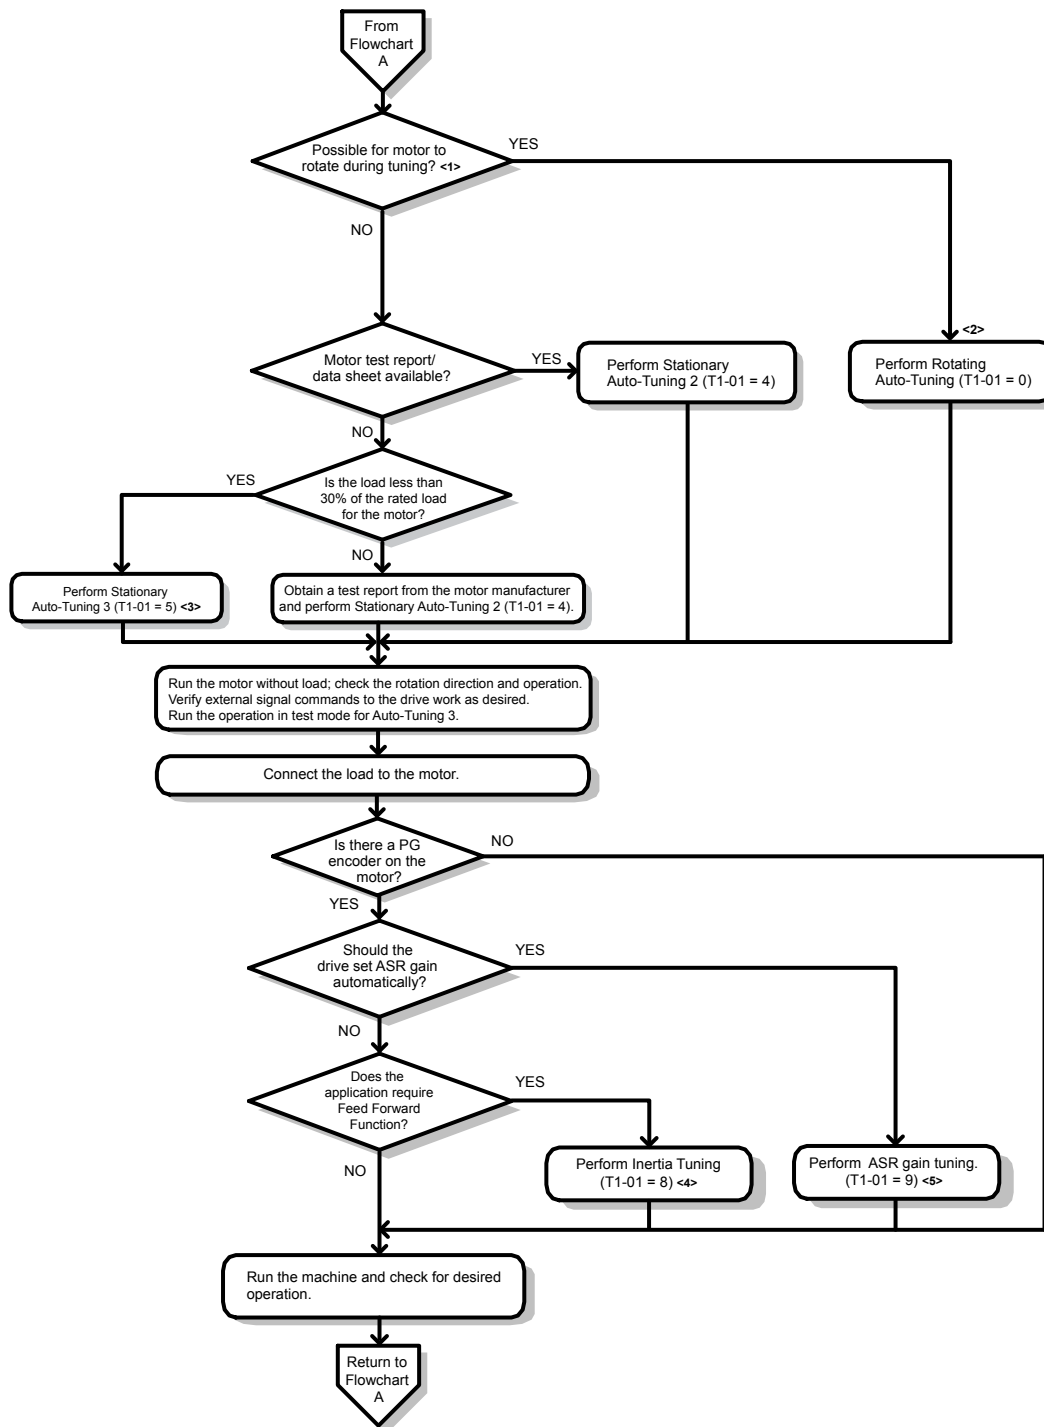 From
Flowchart
A
Possible for motor to
rotate during tuning? <1>
YES
NO
<2>
Motor test report/
data sheet available?
YES
Perform Stationary
Auto-Tuning 2 (T1-01 = 4)
Perform Rotating
Auto-Tuning (T1-01 = 0)
NO
YES
Is the load less than
30% of the rated load
for the motor?
NO
Perform Stationary
Auto-Tuning 3 (T1-01 = 5) <3>
Obtain a test report from the motor manufacturer
and perform Stationary Auto-Tuning 2 (T1-01 = 4).
Run the motor without load; check the rotation direction and operation.
Verify external signal commands to the drive work as desired.
Run the operation in test mode for Auto-Tuning 3.
Connect the load to the motor.
Is there a PG
encoder on the
motor?
NO
YES
Should the
drive set ASR gain
automatically?
YES
NO
Does the
application require
Feed Forward
Function?
YES
NO
Perform Inertia Tuning
(T1-01 = 8) <4>
Perform ASR gain tuning.
(T1-01 = 9) <5>
Run the machine and check for desired
operation.
Return to
Flowchart
A